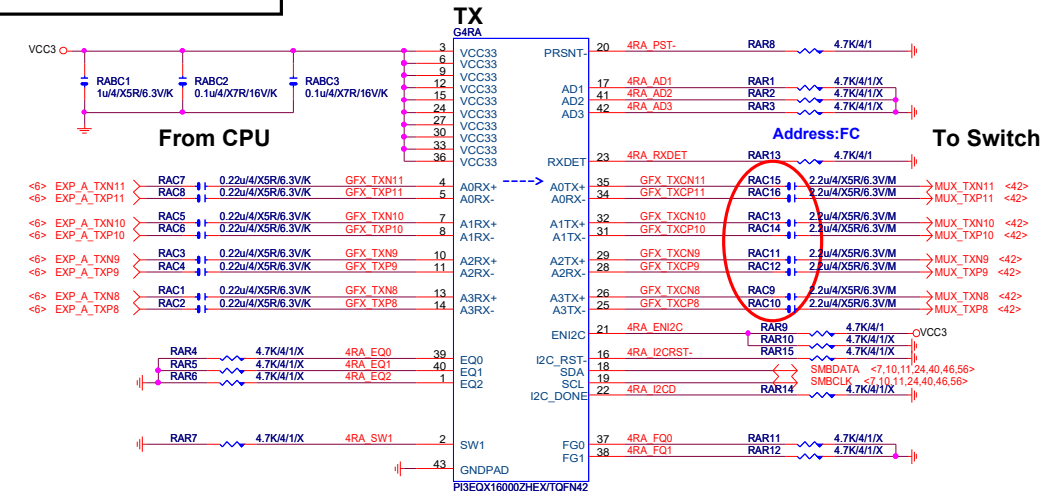 TX
G4RA
VCC3
RABC1
1u/4/X5R/6.3V/K
RABC2
0.1u/4/X7R/16V/K
RABC3
0.1u/4/X7R/16V/K
From CPU
To Switch
Address:FC
3 VCC33
6 VCC33
9 VCC33
12 VCC33
15 VCC33
24 VCC33
27 VCC33
30 VCC33
33 VCC33
36 VCC33
PRSNT- 20 4RA_PST- RAR8 4.7K/4/1
AD1 17 4RA_AD1 RAR1 4.7K/4/1/X
AD2 41 4RA_AD2 RAR2 4.7K/4/1/X
AD3 42 4RA_AD3 RAR3 4.7K/4/1/X
RXDET 23 4RA_RXDET RAR13 4.7K/4/1
<6> EXP_A_TXN11 RAC7 0.22u/4/X5R/6.3V/K GFX_TXN11 4 A0RX+ ----> A0TX+ 35 GFX_TXCN11 RAC15 2.2u/4/X5R/6.3V/M MUX_TXN11 <42>
<6> EXP_A_TXP11 RAC8 0.22u/4/X5R/6.3V/K GFX_TXP11 5 A0RX- A0RX- 34 GFX_TXCP11 RAC16 2.2u/4/X5R/6.3V/M MUX_TXP11 <42>
<6> EXP_A_TXN10 RAC5 0.22u/4/X5R/6.3V/K GFX_TXN10 7 A1RX+ A1TX+ 32 GFX_TXCN10 RAC13 2.2u/4/X5R/6.3V/M MUX_TXN10 <42>
<6> EXP_A_TXP10 RAC6 0.22u/4/X5R/6.3V/K GFX_TXP10 8 A1RX- A1TX- 31 GFX_TXCP10 RAC14 2.2u/4/X5R/6.3V/M MUX_TXP10 <42>
<6> EXP_A_TXN9 RAC3 0.22u/4/X5R/6.3V/K GFX_TXN9 10 A2RX+ A2TX+ 29 GFX_TXCN9 RAC11 2.2u/4/X5R/6.3V/M MUX_TXN9 <42>
<6> EXP_A_TXP9 RAC4 0.22u/4/X5R/6.3V/K GFX_TXP9 11 A2RX- A2RX- 28 GFX_TXCP9 RAC12 2.2u/4/X5R/6.3V/M MUX_TXP9 <42>
<6> EXP_A_TXN8 RAC1 0.22u/4/X5R/6.3V/K GFX_TXN8 13 A3RX+ A3TX+ 26 GFX_TXCN8 RAC9 2.2u/4/X5R/6.3V/M MUX_TXN8 <42>
<6> EXP_A_TXP8 RAC2 0.22u/4/X5R/6.3V/K GFX_TXP8 14 A3RX- A3TX- 25 GFX_TXCP8 RAC10 2.2u/4/X5R/6.3V/M MUX_TXP8 <42>
ENI2C 21 4RA_ENI2C RAR9 4.7K/4/1 VCC3
RAR10 4.7K/4/1/X
I2C_RST- 16 4RA_I2CRST- RAR15 4.7K/4/1/X
SDA 18 SMBDATA <7,10,11,24,40,46,56>
SCL 19 SMBCLK <7,10,11,24,40,46,56>
I2C_DONE 22 4RA_I2CD RAR14 4.7K/4/1/X
RAR4 4.7K/4/1/X 4RA_EQ0 39 EQ0
RAR5 4.7K/4/1/X 4RA_EQ1 40 EQ1
RAR6 4.7K/4/1/X 4RA_EQ2 1 EQ2
RAR7 4.7K/4/1/X 4RA_SW1 2 SW1
FG0 37 4RA_FQ0 RAR11 4.7K/4/1/X
FG1 38 4RA_FQ1 RAR12 4.7K/4/1/X
43 GNDPAD
PI3EQX16000ZHEX/TQFN42